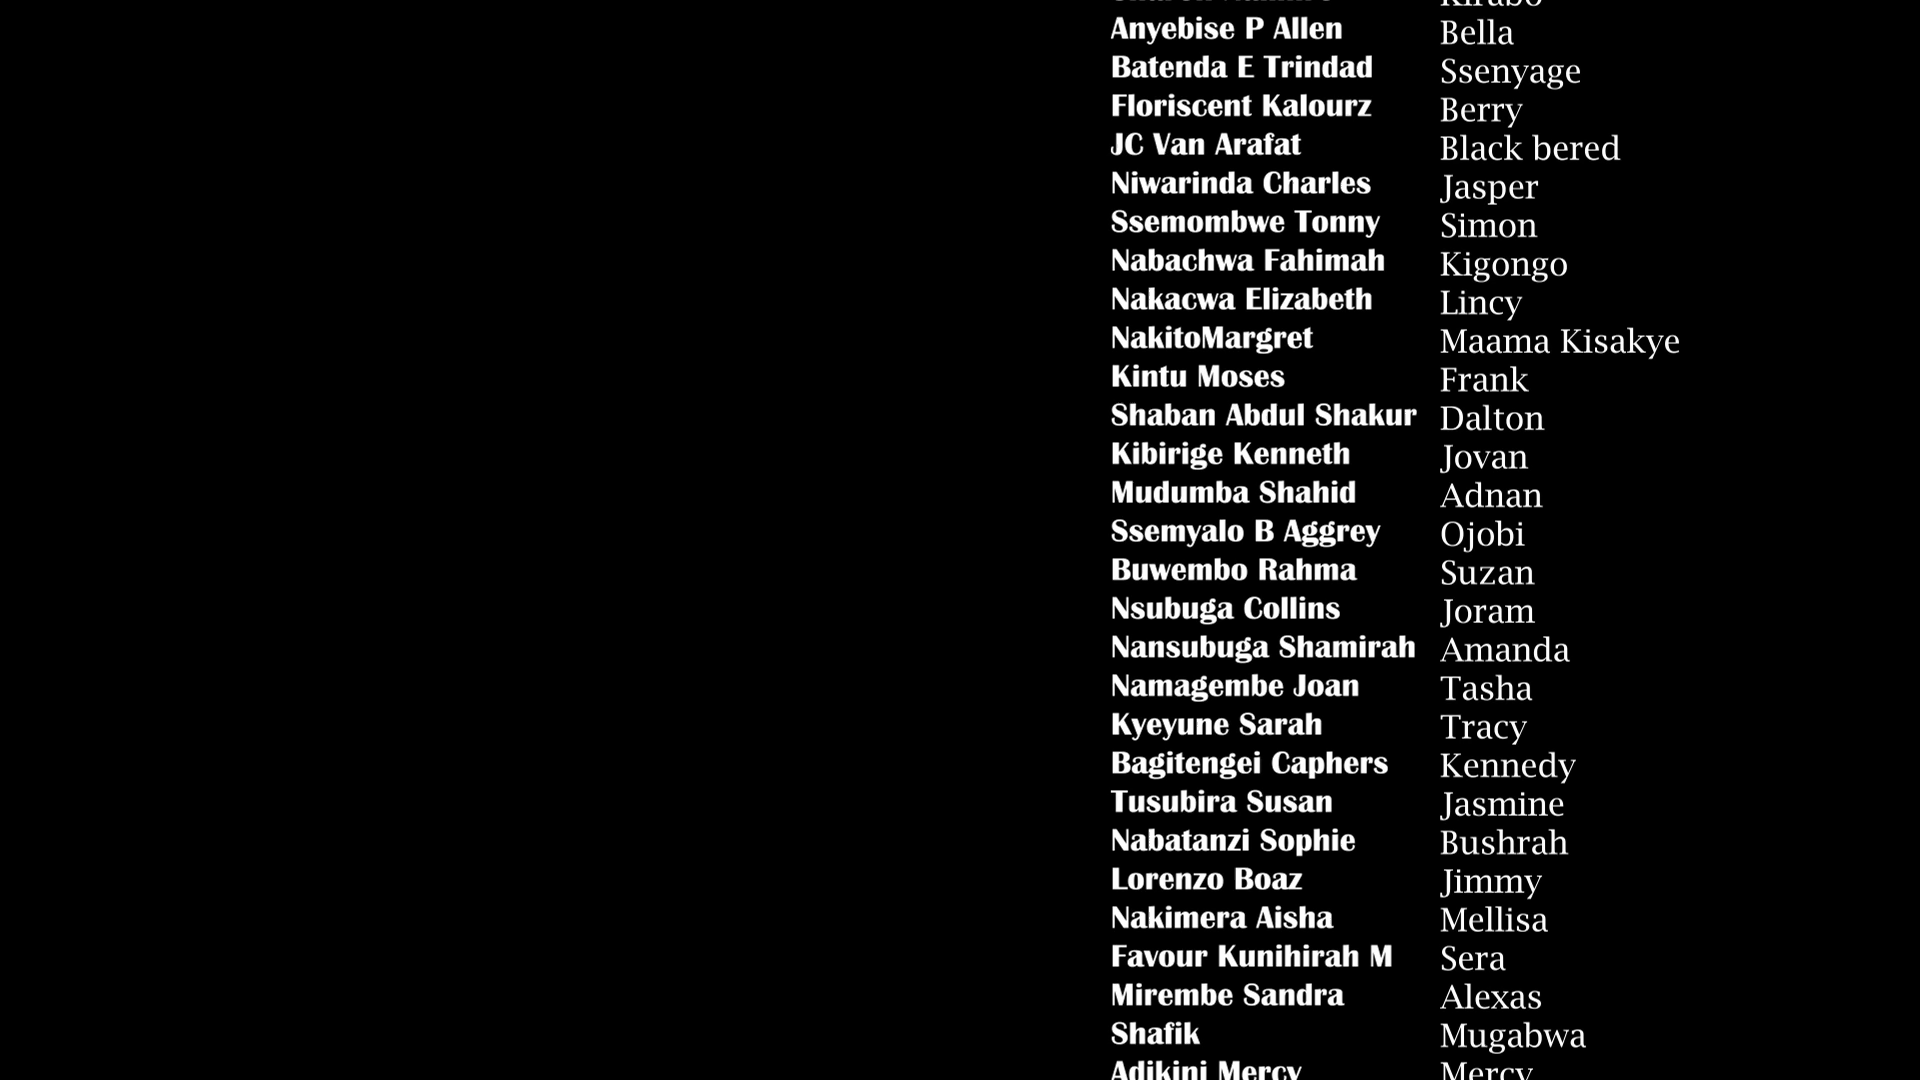 Kirabo
Anyebise P Allen Bella
Batenda E Trindad Ssenyage
Floriscent Kalourz Berry
JC Van Arafat Black bered
Niwarinda Charles Jasper
Ssemombwe Tonny Simon
Nabachwa Fahimah Kigongo
Nakacwa Elizabeth Lincy
NakitoMargret Maama Kisakye
Kintu Moses Frank
Shaban Abdul Shakur Dalton
Kibirige Kenneth Jovan
Mudumba Shahid Adnan
Ssemyalo B Aggrey Ojobi
Buwembo Rahma Suzan
Nsubuga Collins Joram
Nansubuga Shamirah Amanda
Namagembe Joan Tasha
Kyeyune Sarah Tracy
Bagitengei Caphers Kennedy
Tusubira Susan Jasmine
Nabatanzi Sophie Bushrah
Lorenzo Boaz Jimmy
Nakimera Aisha Mellisa
Favour Kunihirah M Sera
Mirembe Sandra Alexas
Shafik Mugabwa
Adikini Mercy Mercy